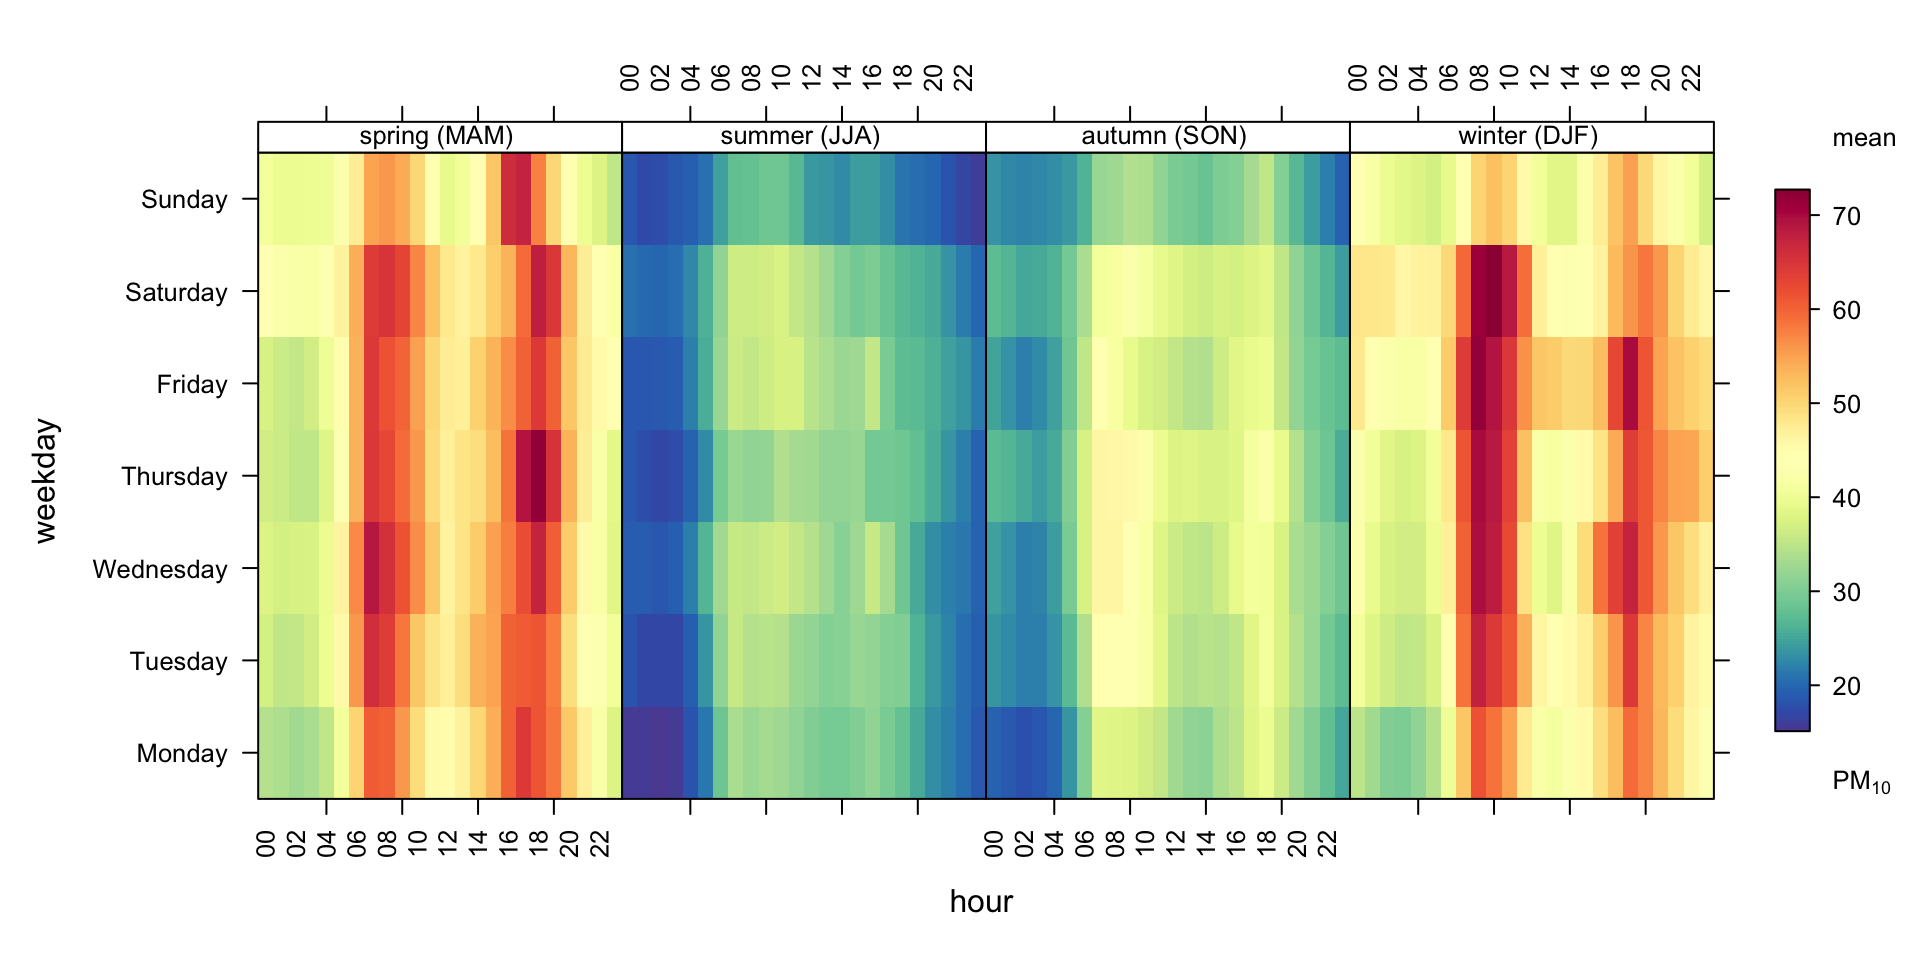 00 02 04 06 08 10 12 14 16 18 20 22
00 02 04 06 08 10 12 14 16 18 20 22
spring (MAM)
summer (JJA)
autumn (SON)
winter (DJF)
mean
Sunday
Saturday
Friday
Thursday
Wednesday
Tuesday
Monday
weekday
70
60
50
40
30
20
PM₁₀
00 02 04 06 08 10 12 14 16 18 20 22
00 02 04 06 08 10 12 14 16 18 20 22
hour